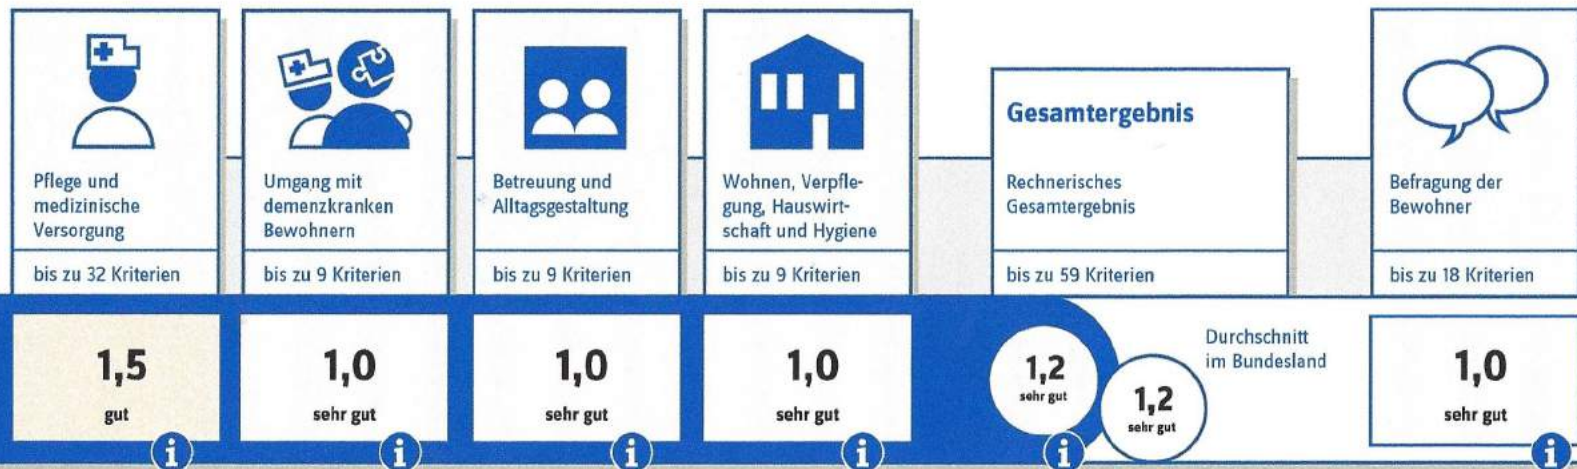 Pflege und
medizinische
Versorgung
bis zu 32 Kriterien
1,5
gut
i
Umgang mit
demenzkranken
Bewohnern
bis zu 9 Kriterien
1,0
sehr gut
i
Betreuung und
Alltagsgestaltung
bis zu 9 Kriterien
1,0
sehr gut
i
Wohnen, Verpfle-
gung, Hauswirt-
schaft und Hygiene
bis zu 9 Kriterien
1,0
sehr gut
i
Gesamtergebnis
Rechnerisches
Gesamtergebnis
bis zu 59 Kriterien
1,2
sehr gut
i
1,2
sehr gut
Durchschnitt
im Bundesland
Befragung der
Bewohner
bis zu 18 Kriterien
1,0
sehr gut
i